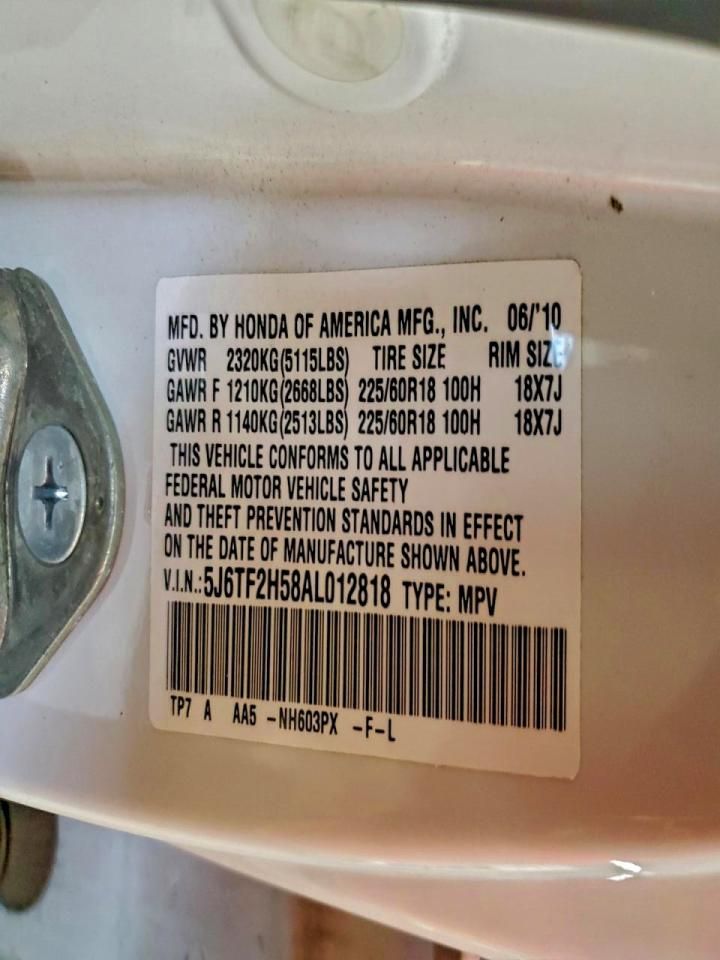 MFD. BY HONDA OF AMERICA MFG., INC. 06/'10
GVWR 2320KG(5115LBS) TIRE SIZE RIM SIZE
GAWR F 1210KG(2668LBS) 225/60R18 100H 18X7J
GAWR R 1140KG(2513LBS) 225/60R18 100H 18X7J
THIS VEHICLE CONFORMS TO ALL APPLICABLE
FEDERAL MOTOR VEHICLE SAFETY
AND THEFT PREVENTION STANDARDS IN EFFECT
ON THE DATE OF MANUFACTURE SHOWN ABOVE.
V.I.N.:5J6TF2H58AL012818 TYPE: MPV
TP7 A AA5 -NH603PX -F-L